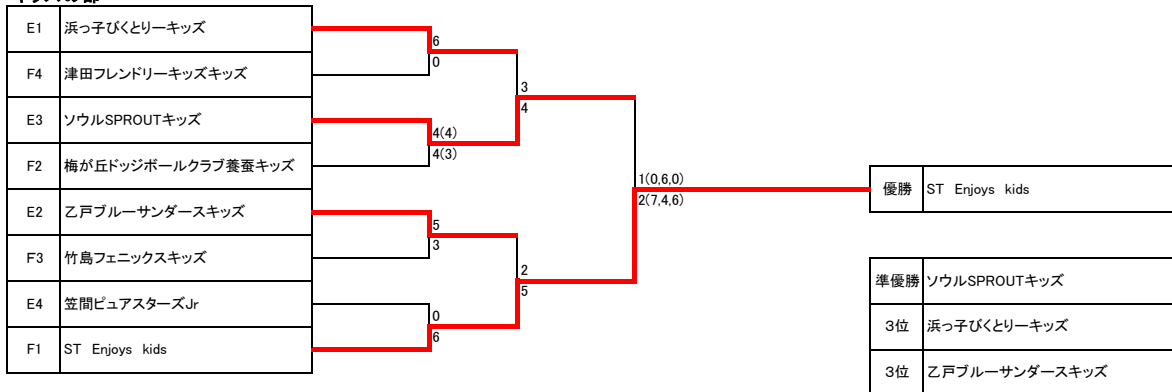 E1 浜っ子びくとりーキッズ
6
0
F4 津田フレンドリーキッズキッズ
3
4
E3 ソウルSPROUTキッズ
4(4)
4(3)
F2 梅が丘ドッジボールクラブ養蚕キッズ
1(0,6,0)
2(7,4,6)
優勝 ST Enjoys kids
E2 乙戸ブルーサンダースキッズ
5
3
F3 竹島フェニックスキッズ
2
5
準優勝 ソウルSPROUTキッズ
E4 笠間ピュアスターズJr
0
6
3位 浜っ子びくとりーキッズ
F1 ST Enjoys kids
3位 乙戸ブルーサンダースキッズ